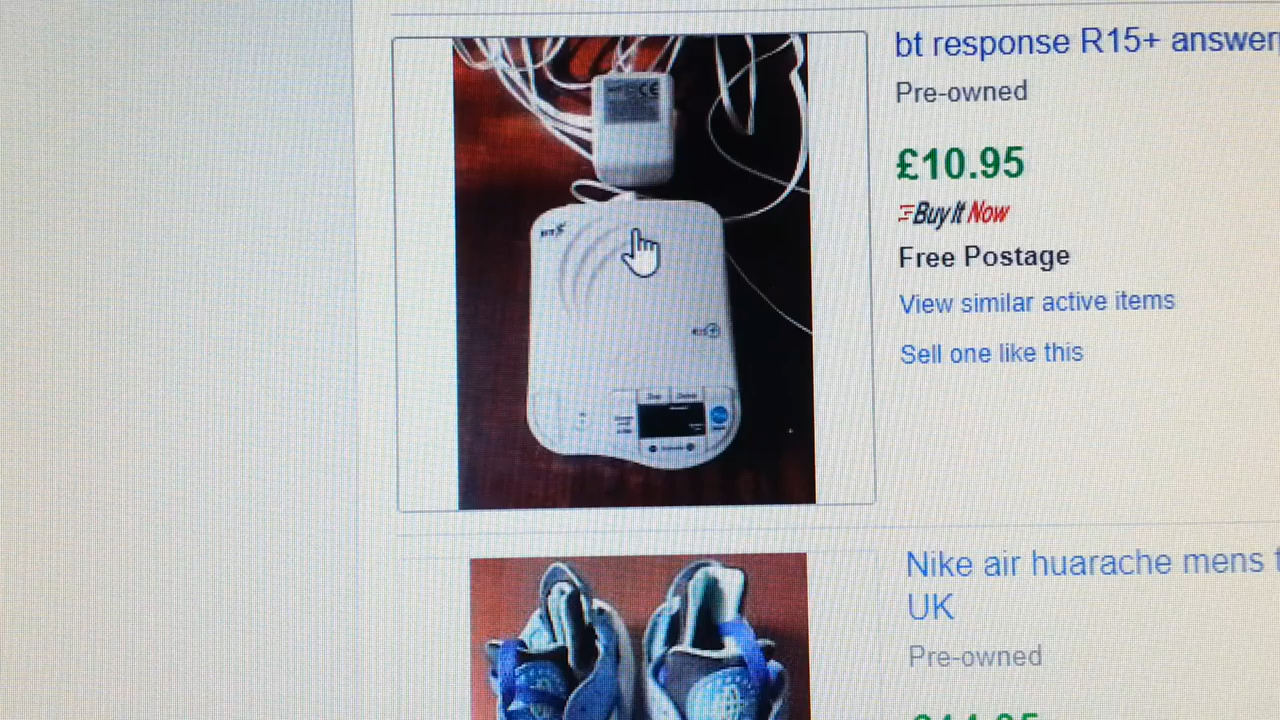 bt response R15+ answer
Pre-owned
£10.95
Buy It Now
Free Postage
View similar active items
Sell one like this
Nike air huarache mens
UK
Pre-owned